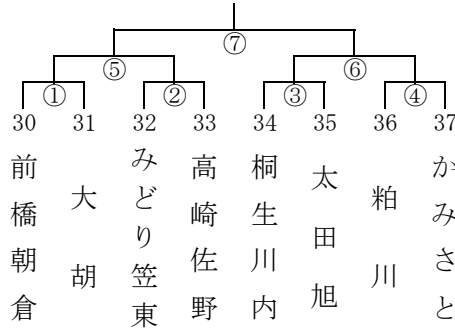 ⑦
⑤ ⑥
① ② ③ ④
30 31 32 33 34 35 36 37
前橋朝倉
大胡
みどり笠東
高崎佐野
桐生川内
太田旭
粕川
かみさと